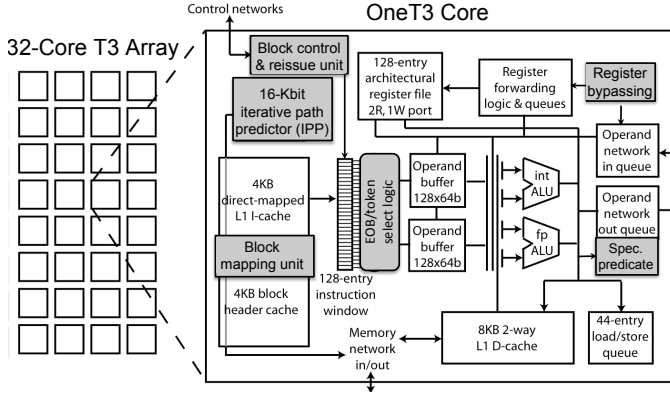 Control networks
OneT3 Core
32-Core T3 Array
Block control
& reissue unit
16-Kbit
iterative path
predictor (IPP)
128-entry
architectural
register file
2R, 1W port
Register
forwarding
logic & queues
Register
bypassing
Operand
network
in queue
4KB
direct-mapped
L1 I-cache
Block
mapping unit
4KB block
header cache
128-entry
instruction
window
EOB/token
select logic
Operand
buffer
128x64b
Operand
buffer
128x64b
int
ALU
fp
ALU
Operand
network
out queue
Spec.
predicate
Memory
network
in/out
8KB 2-way
L1 D-cache
44-entry
load/store
queue